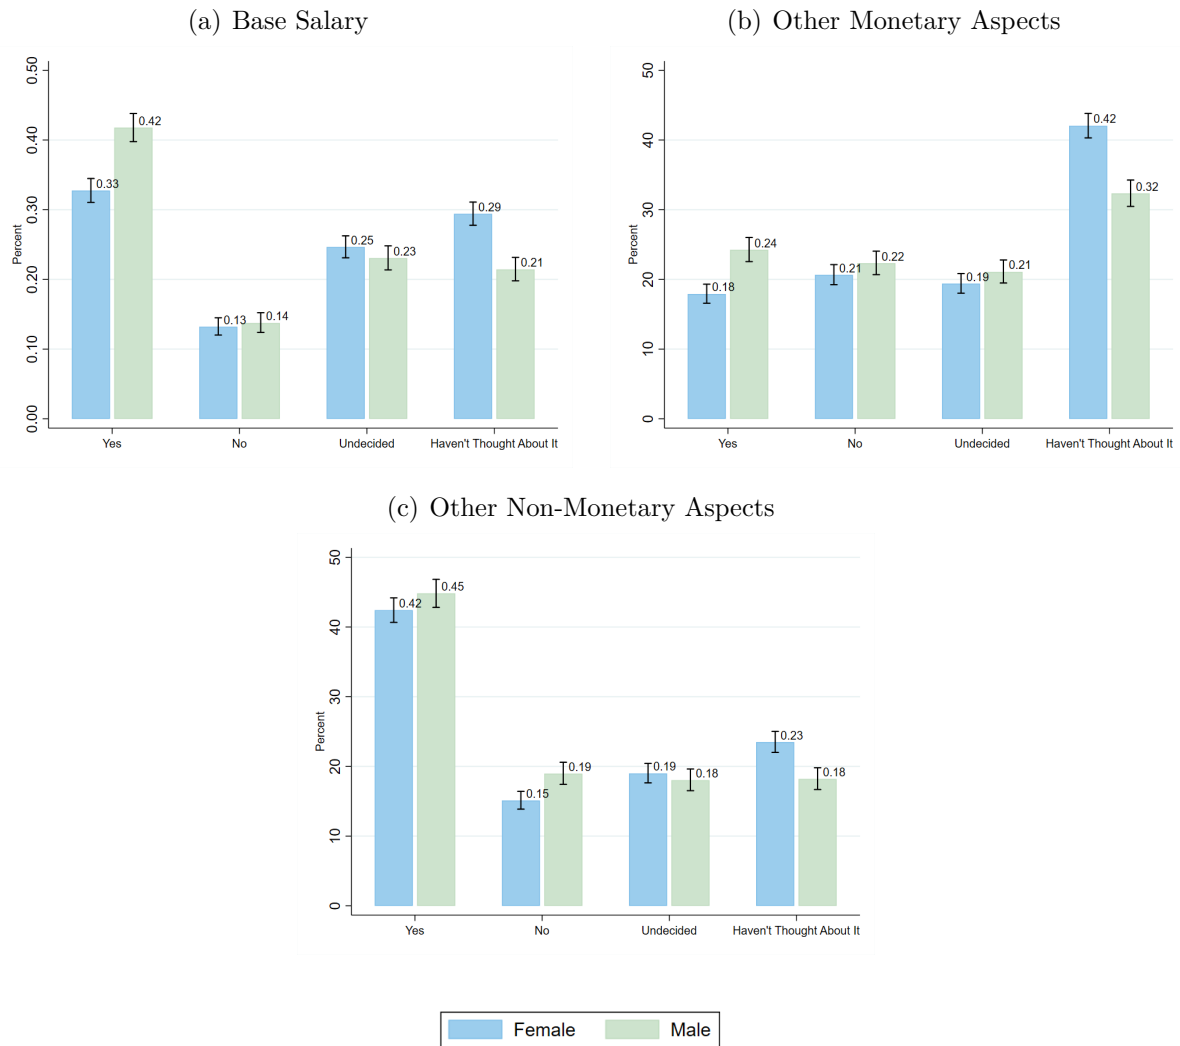 (a) Base Salary
0.50
0.40
0.30
0.20
0.10
0.00
Percent
0.33
0.42
0.13
0.14
0.25
0.23
0.29
0.21
Yes
No
Undecided
Haven't Thought About It
(b) Other Monetary Aspects
50
40
30
20
10
0
Percent
0.18
0.24
0.21
0.22
0.19
0.21
0.42
0.32
Yes
No
Undecided
Haven't Thought About It
(c) Other Non-Monetary Aspects
50
40
30
20
10
0
Percent
0.42
0.45
0.15
0.19
0.19
0.18
0.23
0.18
Yes
No
Undecided
Haven't Thought About It
Female
Male